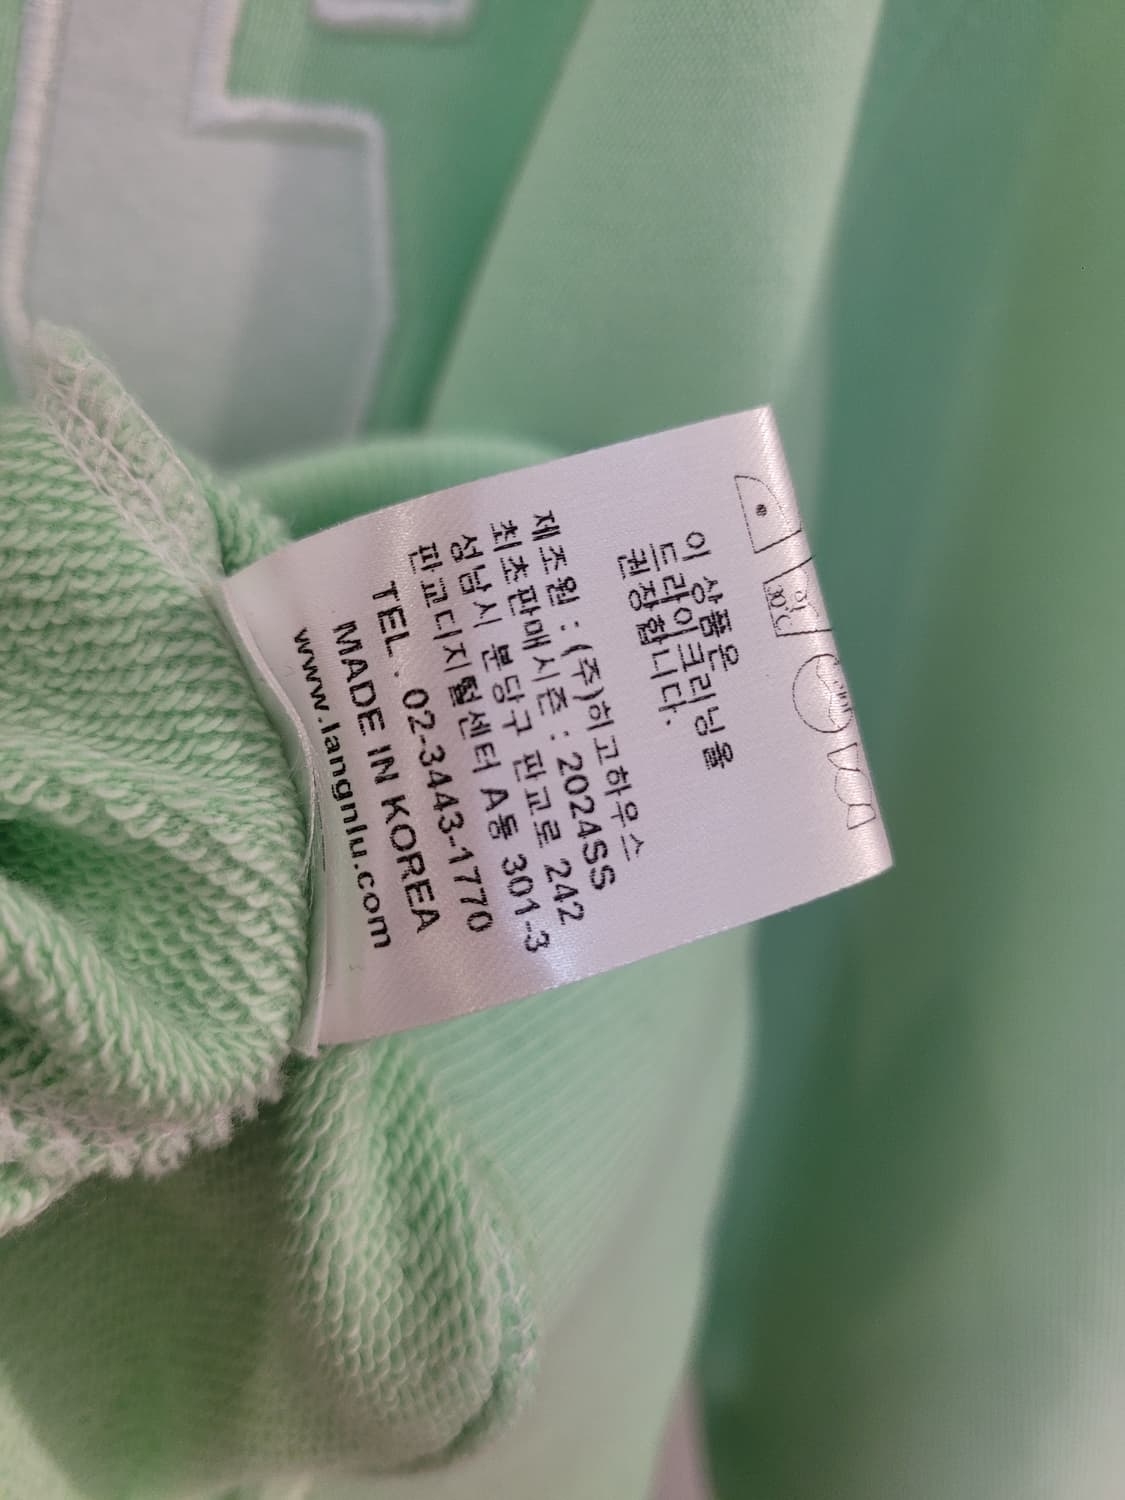 30℃
이 상품은
드라이크리닝을
권장합니다.
제조원 : (주)히고하우스
최초판매시즌 : 2024SS
성남시 분당구 판교로 242
판교디지털센터 A동 301-3
TEL . 02-3443-1770
MADE IN KOREA
www.langnlu.com